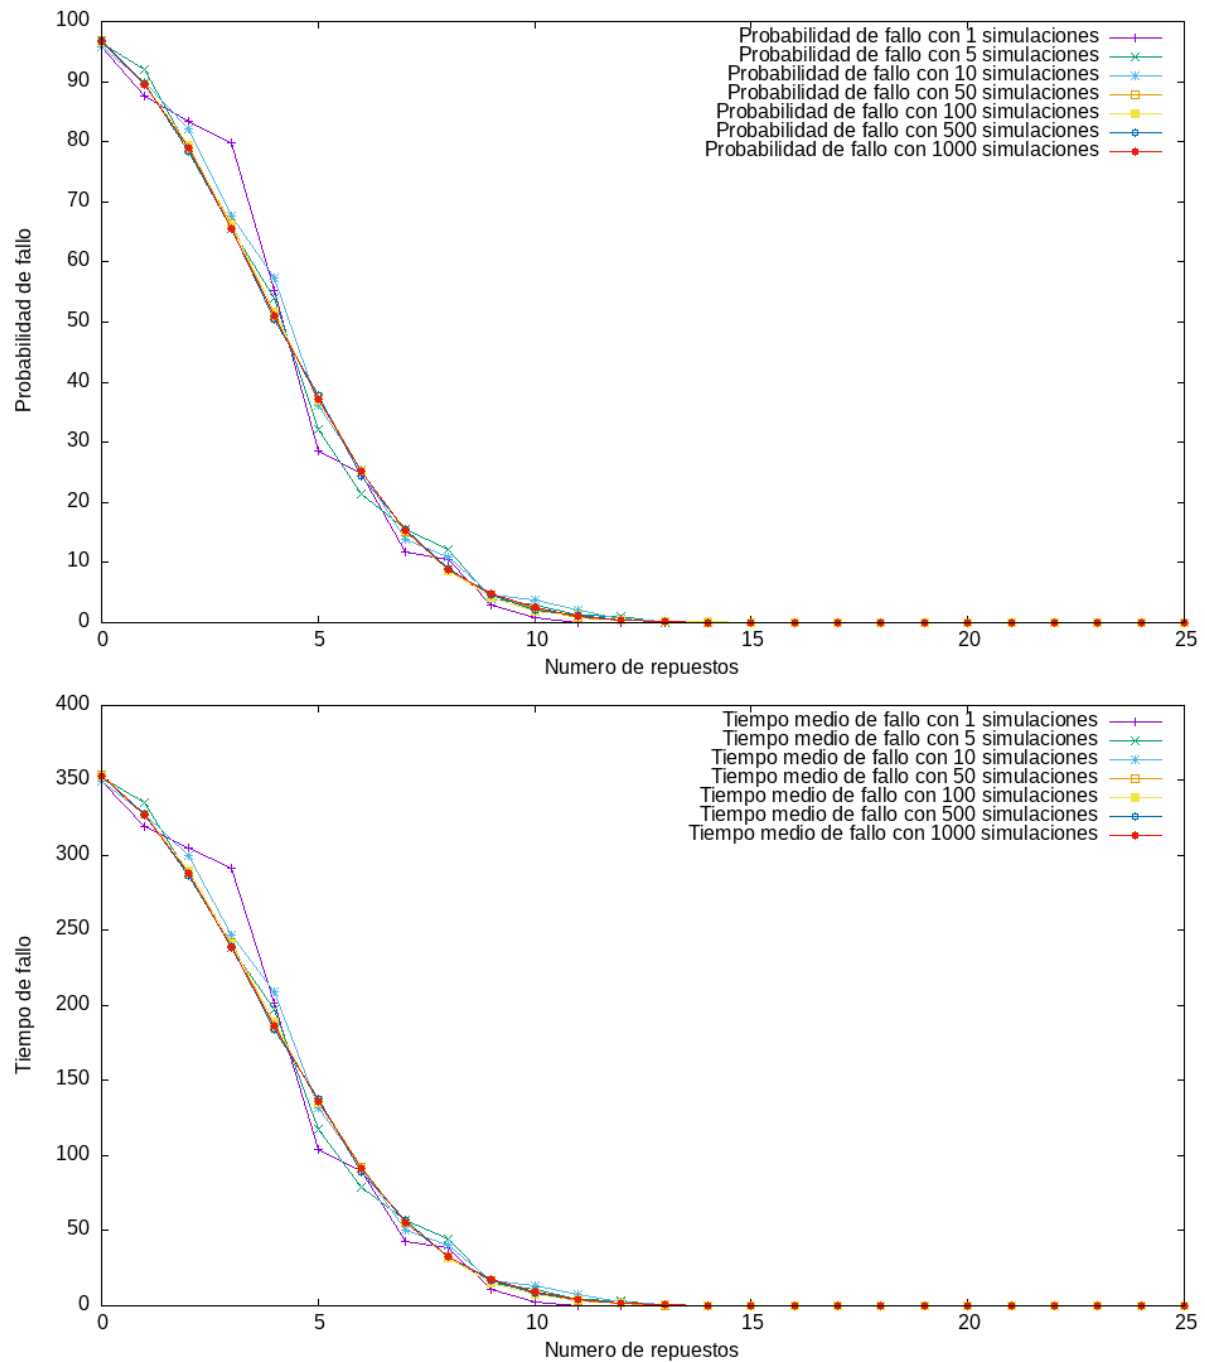 100
90
80
70
60
50
40
30
20
10
0
Probabilidad de fallo
Probabilidad de fallo con 1 simulaciones
Probabilidad de fallo con 5 simulaciones
Probabilidad de fallo con 10 simulaciones
Probabilidad de fallo con 50 simulaciones
Probabilidad de fallo con 100 simulaciones
Probabilidad de fallo con 500 simulaciones
Probabilidad de fallo con 1000 simulaciones
0 5 10 15 20 25
Numero de repuestos
400
350
300
250
200
150
100
50
0
Tiempo de fallo
Tiempo medio de fallo con 1 simulaciones
Tiempo medio de fallo con 5 simulaciones
Tiempo medio de fallo con 10 simulaciones
Tiempo medio de fallo con 50 simulaciones
Tiempo medio de fallo con 100 simulaciones
Tiempo medio de fallo con 500 simulaciones
Tiempo medio de fallo con 1000 simulaciones
0 5 10 15 20 25
Numero de repuestos